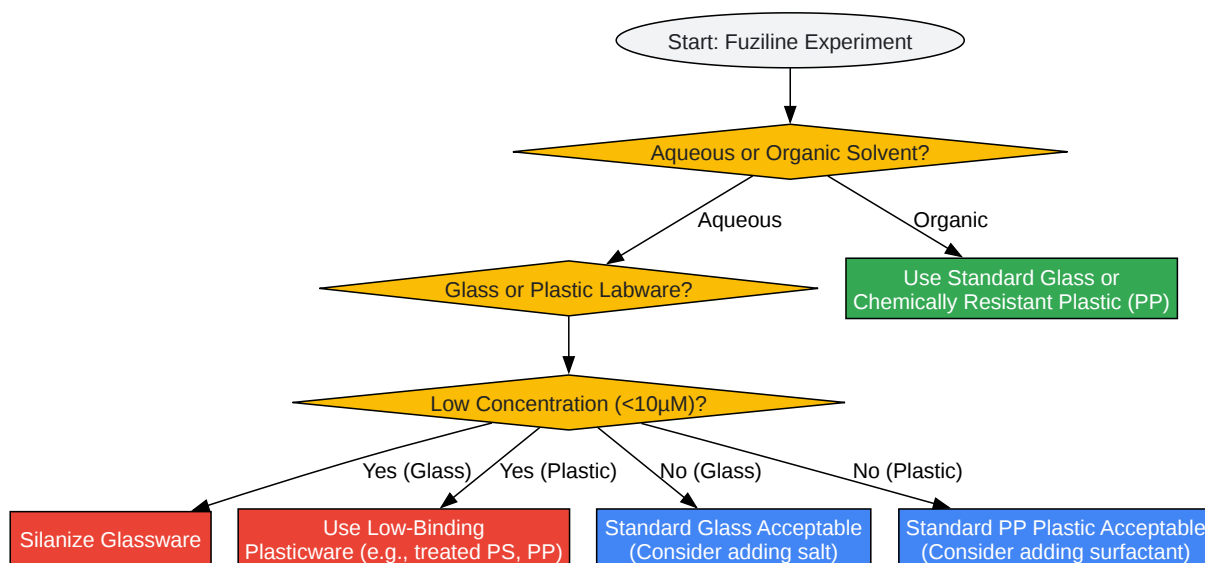 Start: Fuziline Experiment
Aqueous or Organic Solvent?
Aqueous
Organic
Glass or Plastic Labware?
Use Standard Glass or
Chemically Resistant Plastic (PP)
Low Concentration (<10µM)?
Yes (Glass)
Yes (Plastic)
No (Glass)
No (Plastic)
Silanize Glassware
Use Low-Binding
Plasticware (e.g., treated PS, PP)
Standard Glass Acceptable
(Consider adding salt)
Standard PP Plastic Acceptable
(Consider adding surfactant)